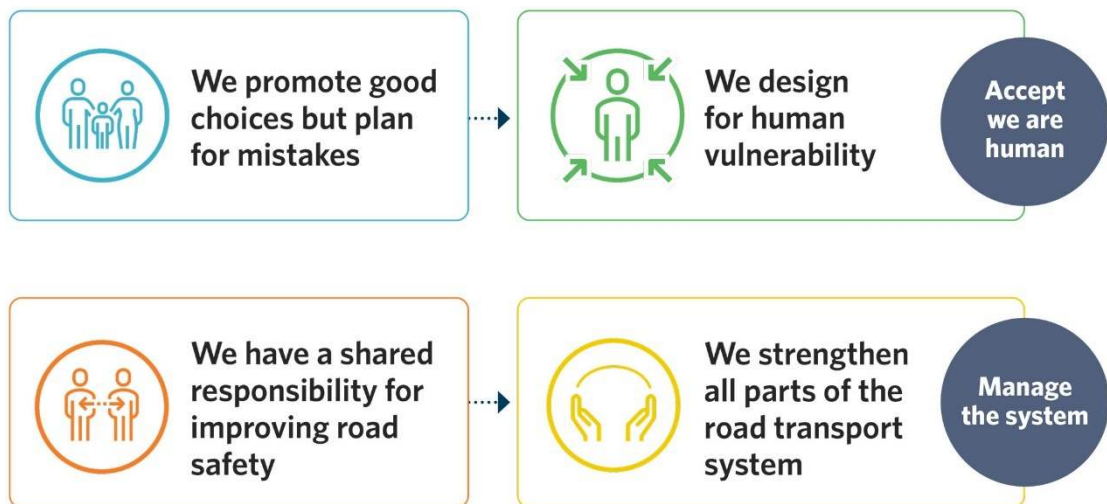 We promote good
choices but plan
for mistakes
We design
for human
vulnerability
Accept
we are
human
We have a shared
responsibility for
improving road
safety
We strengthen
all parts of the
road transport
system
Manage
the system